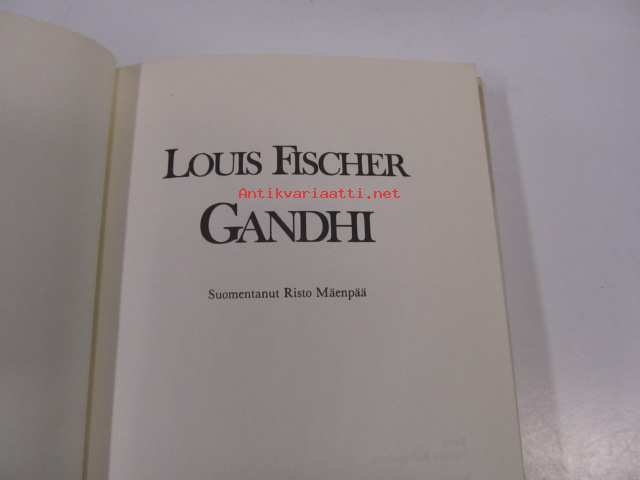 LOUIS FISCHER
Antikvariaatti.net
GANDHI
Suomentanut Risto Mäenpää